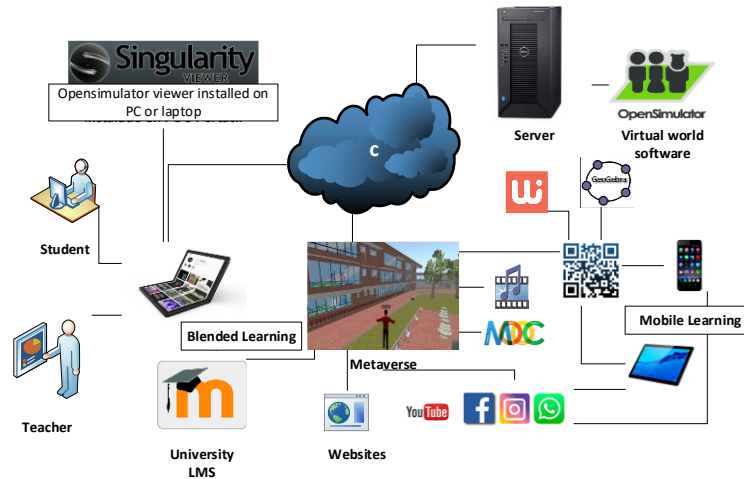 Singularity
VIEWER
Opensimulator viewer installed on
PC or laptop
C
Server
OpenSimulator
Virtual world
software
GeoGebra
Student
Blended Learning
MOOC
Mobile Learning
Metaverse
Teacher
University
LMS
Websites
YouTube